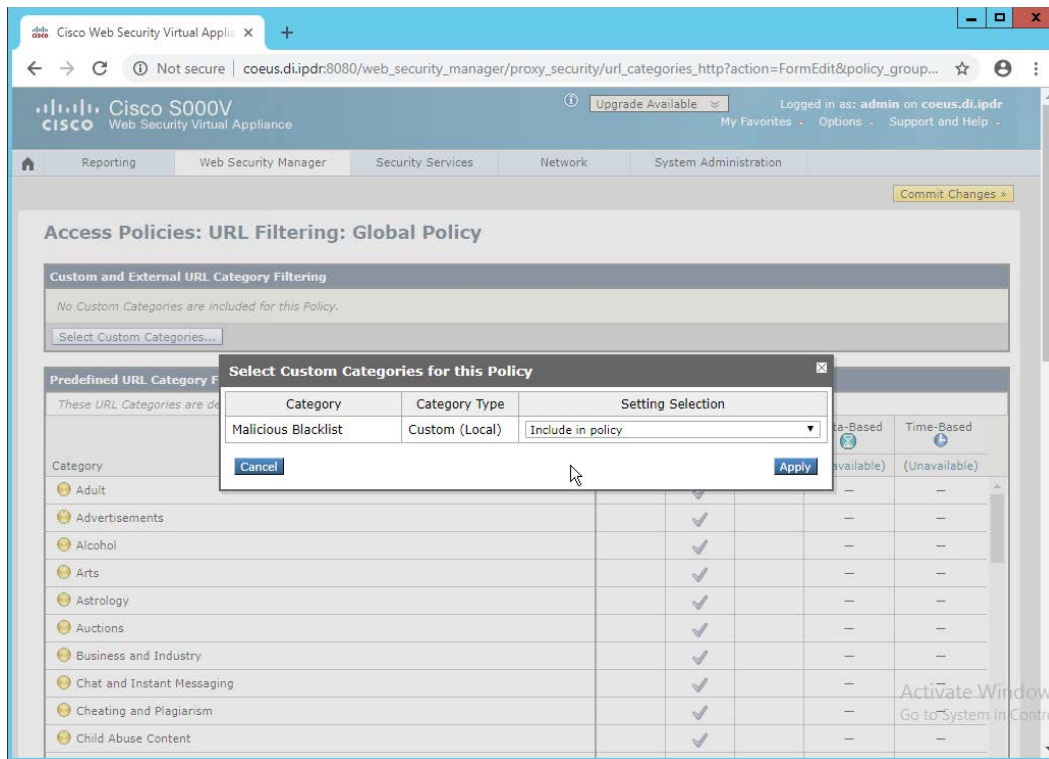 Cisco Web Security Virtual Applia
Not secure | coeus.di.ipdr:8080/web_security_manager/proxy_security/url_categories_http?action=FormEdit&policy_group...
CISCO
Cisco S000V
Web Security Virtual Appliance
Upgrade Available
Logged in as: admin on coeus.di.ipdr
My Favorites Options Support and Help
Reporting Web Security Manager Security Services Network System Administration
Commit Changes »
Access Policies: URL Filtering: Global Policy
Custom and External URL Category Filtering
No Custom Categories are included for this Policy.
Select Custom Categories...
Predefined URL Category F
These URL Categories are de
Select Custom Categories for this Policy
Category Category Type Setting Selection
Malicious Blacklist Custom (Local) Include in policy
Cancel Apply
ta-Based Time-Based
Category available) (Unavailable)
Adult
Advertisements
Alcohol
Arts
Astrology
Auctions
Business and Industry
Chat and Instant Messaging
Cheating and Plagiarism
Child Abuse Content
Activate Window
Go to System in Contr